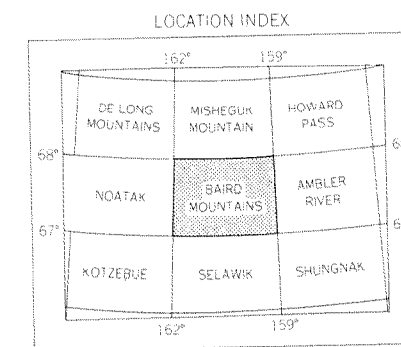 LOCATION INDEX
162° 159°
DE LONG
MOUNTAINS
MISHEGUK
MOUNTAIN
HOWARD
PASS
68°
NOATAK
BAIRD
MOUNTAINS
AMBLER
RIVER
67°
KOTZEBUE
SELAWIK
SHUNGNAK
162° 159°